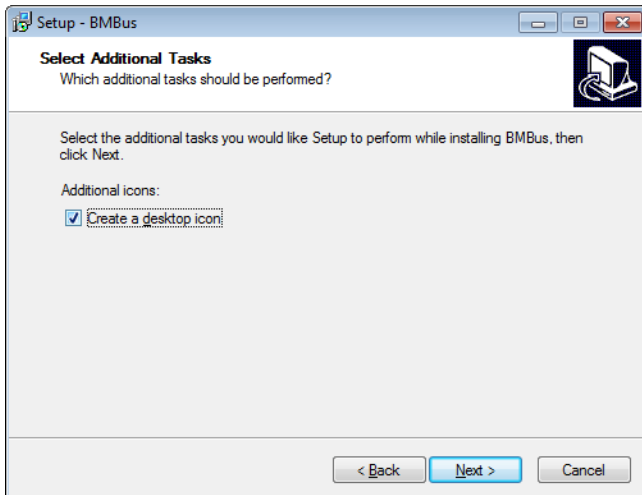 Setup - BMBus
Select Additional Tasks
Which additional tasks should be performed?
Select the additional tasks you would like Setup to perform while installing BMBus, then
click Next.
Additional icons:
Create a desktop icon
< Back
Next >
Cancel